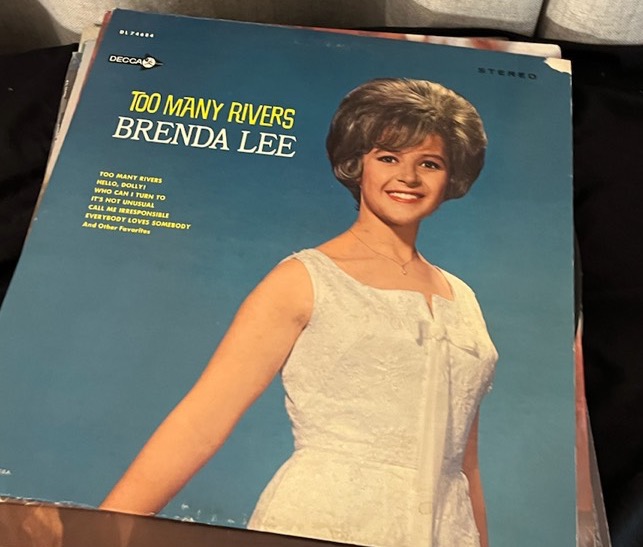 DL 74684
DECCA
STEREO
TOO MANY RIVERS
BRENDA LEE
TOO MANY RIVERS
HELLO, DOLLY!
WHO CAN I TURN TO
IT'S NOT UNUSUAL
CALL ME IRRESPONSIBLE
EVERYBODY LOVES SOMEBODY
And Other Favorites